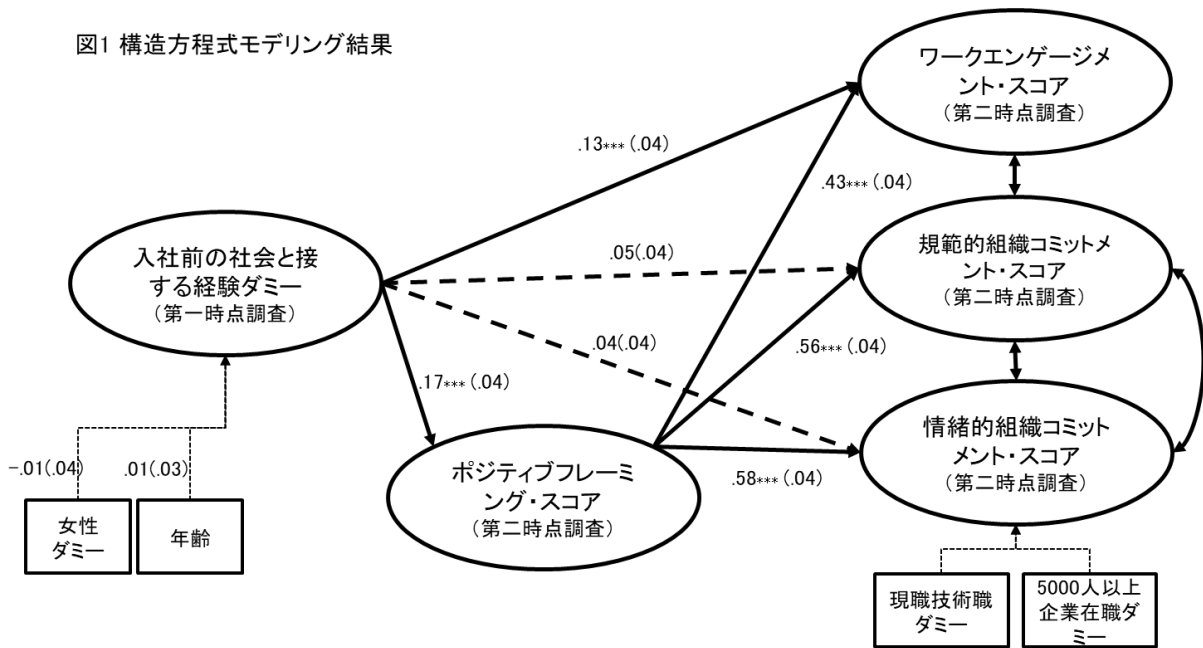 図1 構造方程式モデリング結果
ワークエンゲージメ
ント・スコア
(第二時点調査)
.13***(.04)
.43***(.04)
入社前の社会と接
する経験ダミー
(第一時点調査)
.05(.04)
規範的組織コミットメ
ント・スコア
(第二時点調査)
.04(.04)
.56***(.04)
.17***(.04)
情緒的組織コミット
メント・スコア
(第二時点調査)
ポジティブフレーミ
ング・スコア
(第二時点調査)
.58***(.04)
-.01(.04)
.01(.03)
女性
ダミー
年齢
現職技術職
ダミー
5000人以上
企業在職ダ
ミー